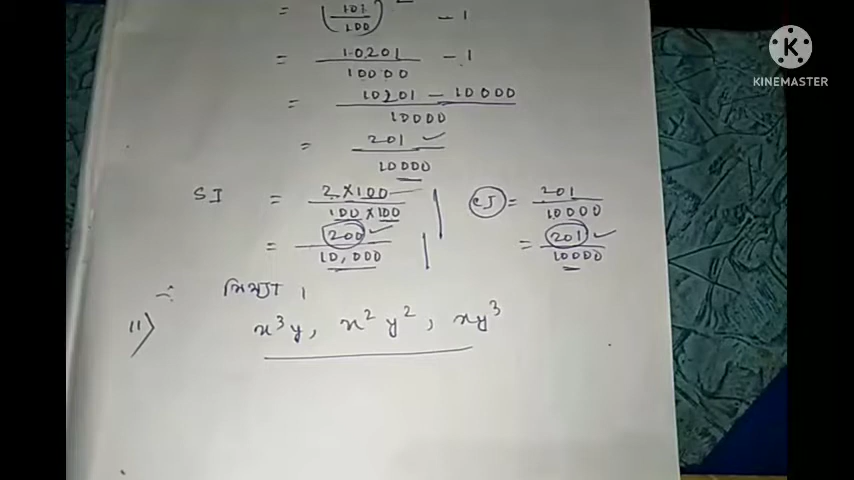 = (101/100)² - 1
= 10201/10000 - 1
= 10201 - 10000/10000
= 201/10000 ✓
SI = 2×100/100×100 | CI = 201/10000
= 200/10,000 ✓ | = 201/10000 ✓
∴ মিথ্যা ।
ii) x³y, x²y², xy³
KINEMASTER